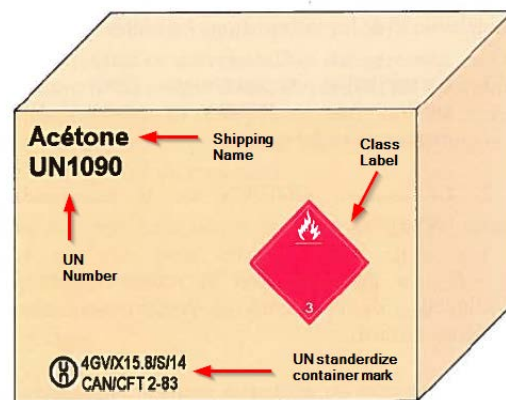 Acétone
UN1090
Shipping
Name
Class
Label
UN
Number
3
UN
4GV/X15.8/S/14
CAN/CFT 2-83
UN standerdize
container mark